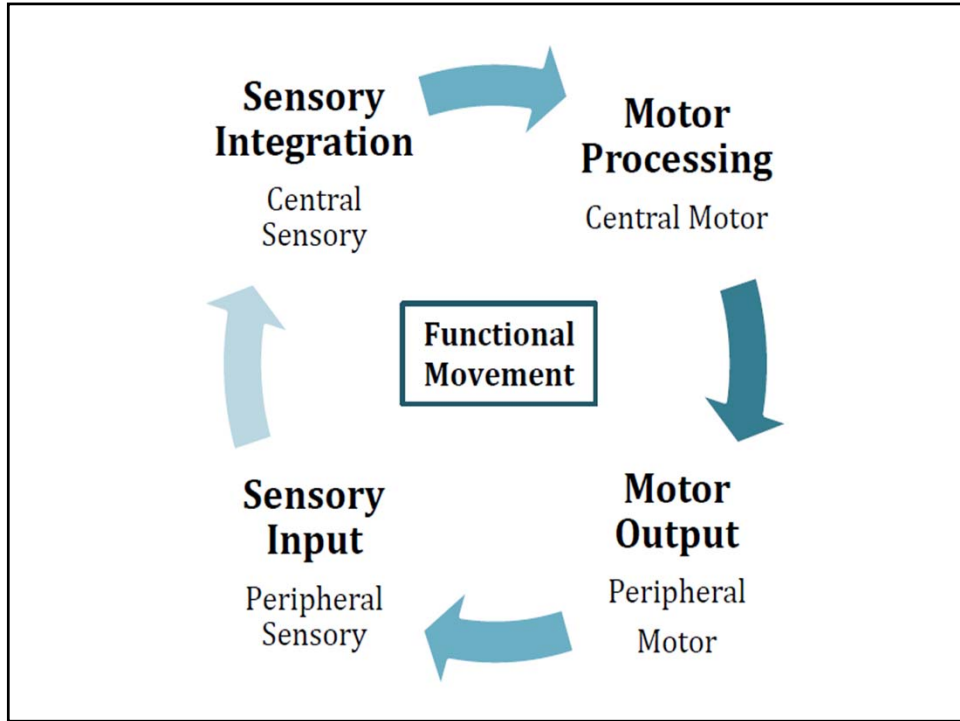 Sensory
Integration
Central
Sensory
Motor
Processing
Central Motor
Functional
Movement
Sensory
Input
Peripheral
Sensory
Motor
Output
Peripheral
Motor